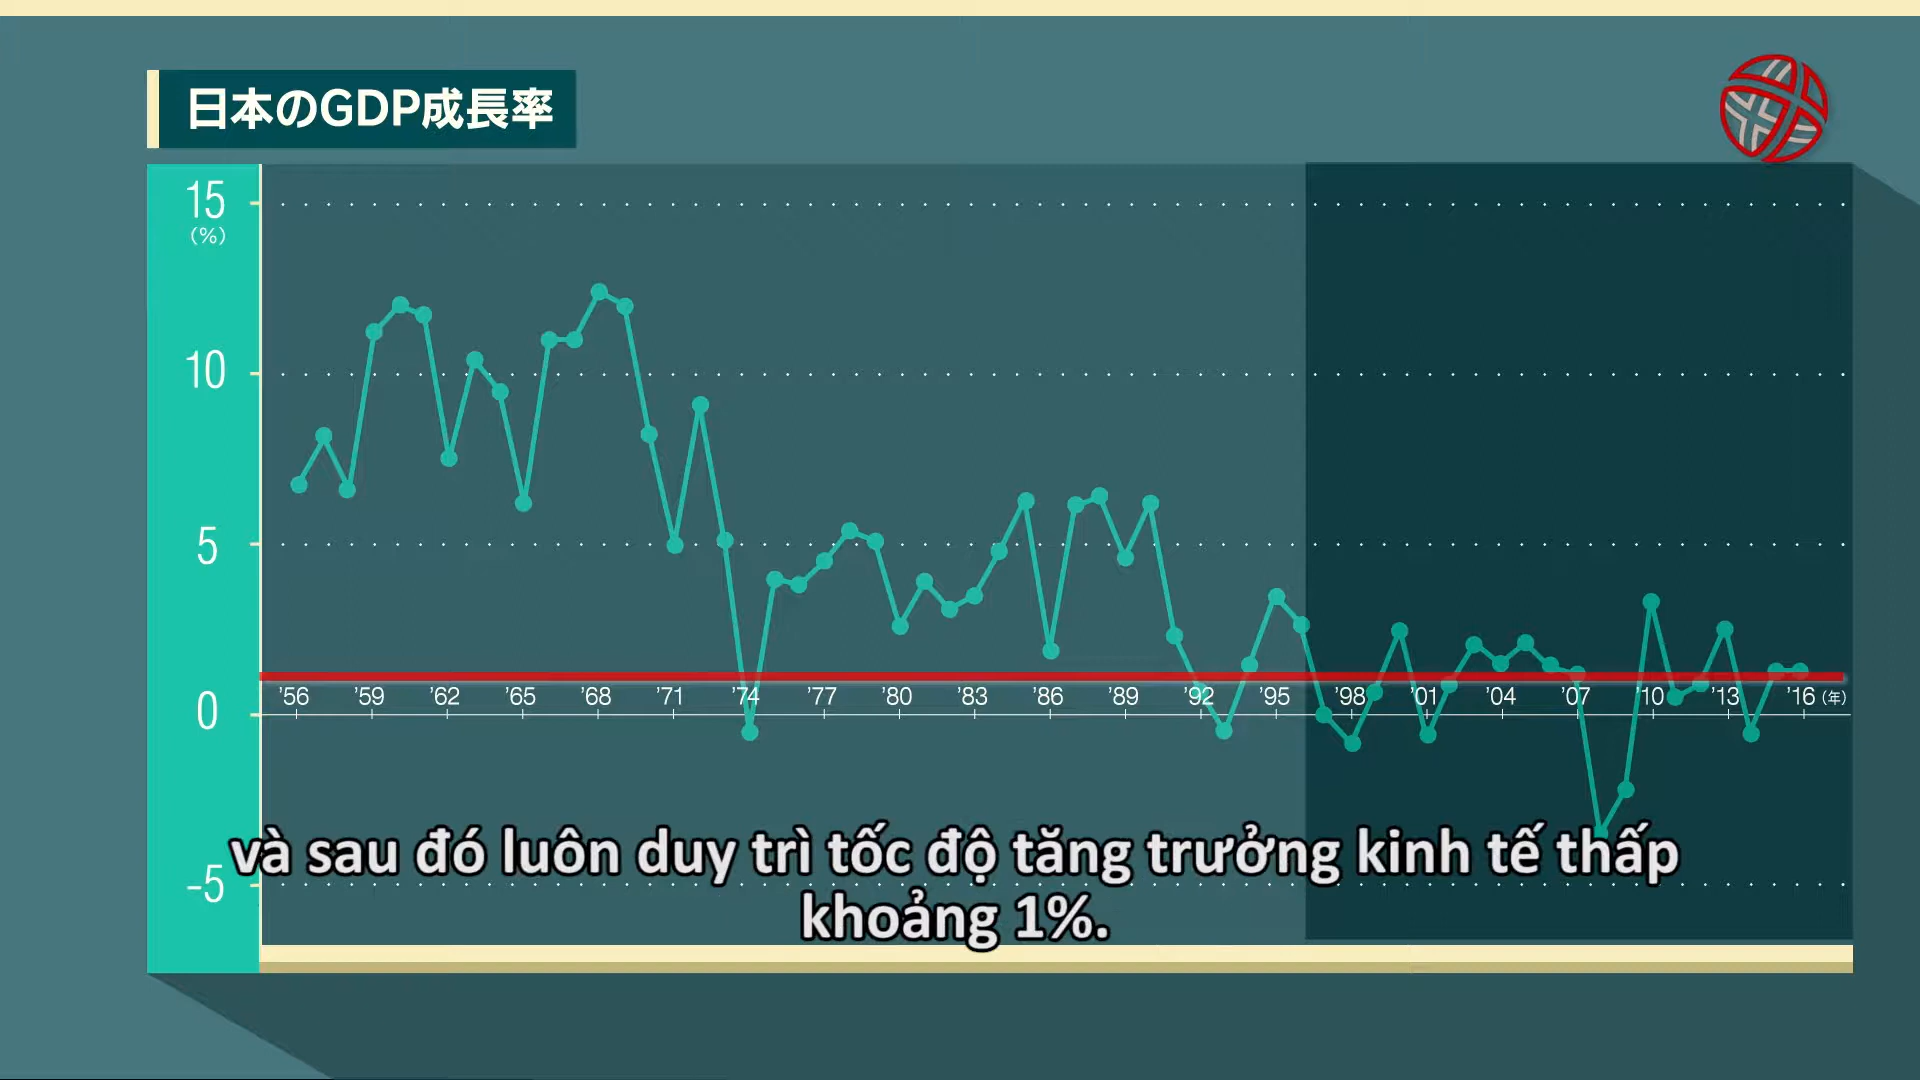 日本のGDP成長率
15
(%)
10
5
0
-5
'56 '59 '62 '65 '68 '71 '74 '77 '80 '83 '86 '89 '92 '95 '98 '01 '04 '07 '10 '13 '16 (年)
và sau đó luôn duy trì tốc độ tăng trưởng kinh tế thấp
khoảng 1%.